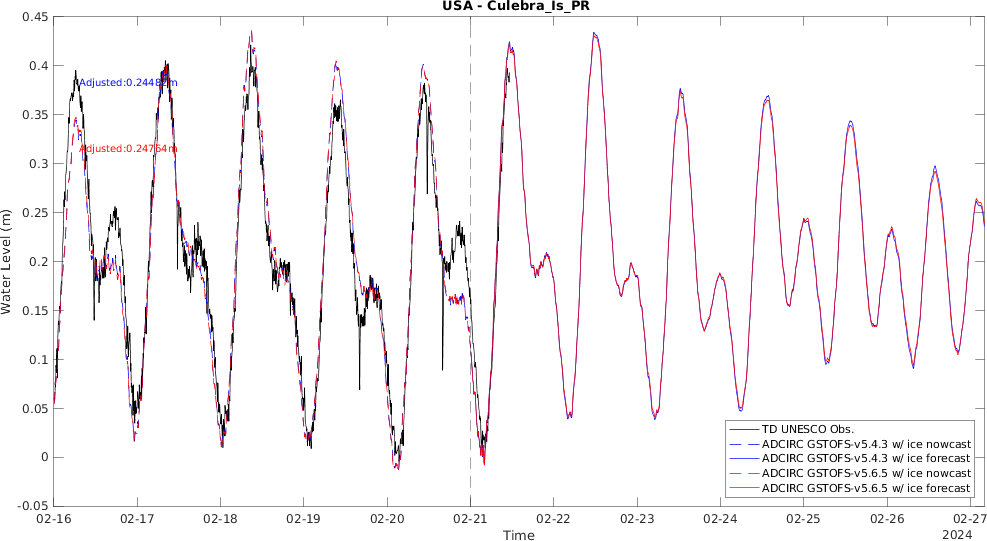 USA - Culebra_Is_PR
Water Level (m)
0.45
0.4
0.35
0.3
0.25
0.2
0.15
0.1
0.05
0
-0.05
Adjusted:0.24764m
TD UNESCO Obs.
ADCIRC GSTOFS-v5.4.3 w/ ice nowcast
ADCIRC GSTOFS-v5.4.3 w/ ice forecast
ADCIRC GSTOFS-v5.6.5 w/ ice nowcast
ADCIRC GSTOFS-v5.6.5 w/ ice forecast
02-16 02-17 02-18 02-19 02-20 02-21 02-22 02-23 02-24 02-25 02-26 02-27
Time
2024